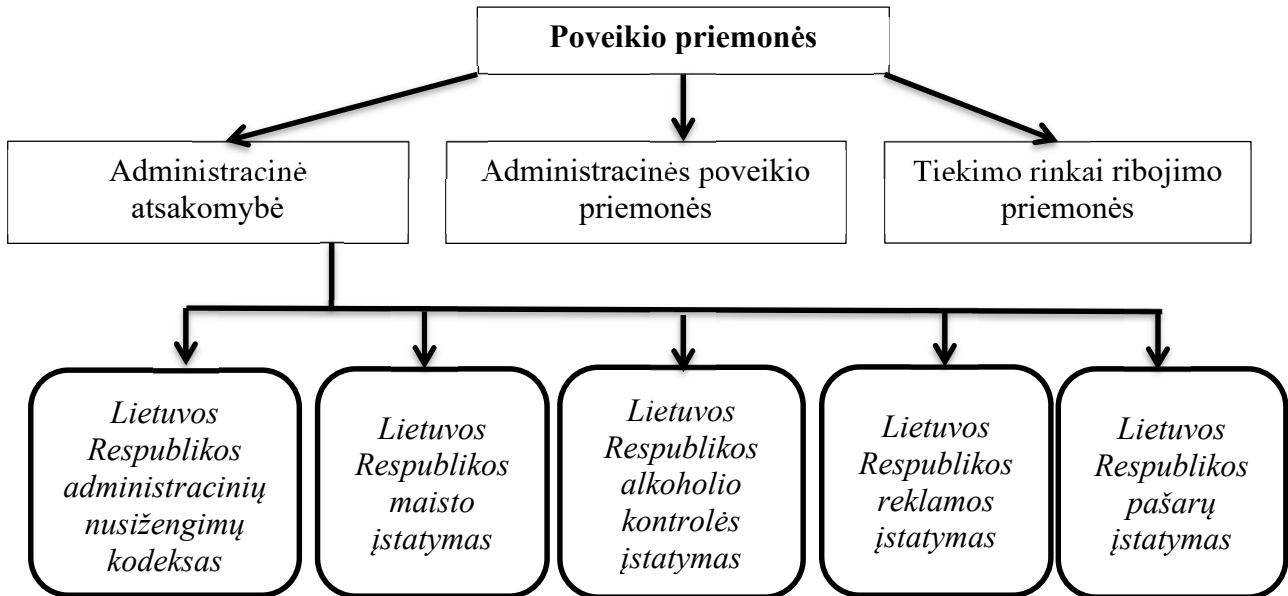 Poveikio priemonės
Administracinė
atsakomybė
Administracinės poveikio
priemonės
Tiekimo rinkai ribojimo
priemonės
Lietuvos
Respublikos
administracinių
nusižengimų
kodeksas
Lietuvos
Respublikos
maisto
įstatymas
Lietuvos
Respublikos
alkoholio
kontrolės
įstatymas
Lietuvos
Respublikos
reklamos
įstatymas
Lietuvos
Respublikos
pašarų
įstatymas